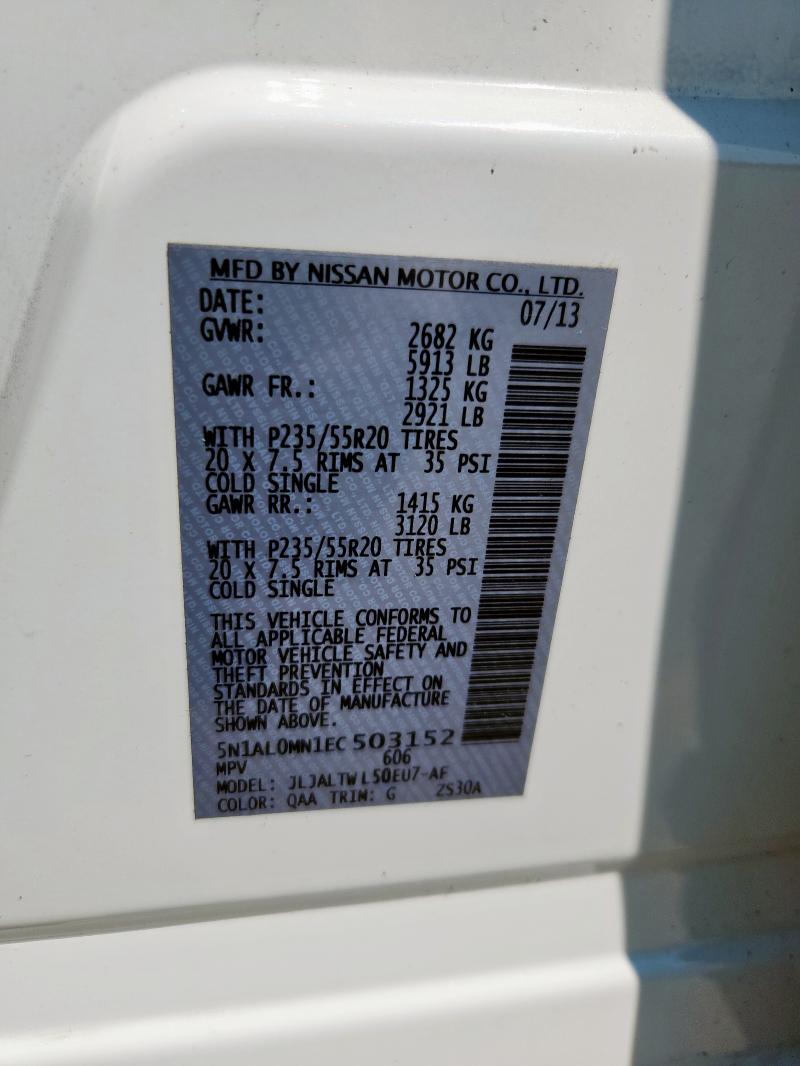 MFD BY NISSAN MOTOR CO., LTD.
DATE: 07/13
GVWR: 2682 KG
5913 LB
GAWR FR.: 1325 KG
2921 LB
WITH P235/55R20 TIRES
20 X 7.5 RIMS AT 35 PSI
COLD SINGLE
GAWR RR.: 1415 KG
3120 LB
WITH P235/55R20 TIRES
20 X 7.5 RIMS AT 35 PSI
COLD SINGLE
THIS VEHICLE CONFORMS TO
ALL APPLICABLE FEDERAL
MOTOR VEHICLE SAFETY AND
THEFT PREVENTION
STANDARDS IN EFFECT ON
THE DATE OF MANUFACTURE
SHOWN ABOVE.
5N1AL0MN1EC503152
MPV 606
MODEL: JLJALTWL50EU7-AF
COLOR: QAA TRIM: G ZS30A